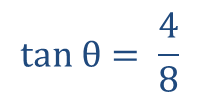 tan θ = 4/8